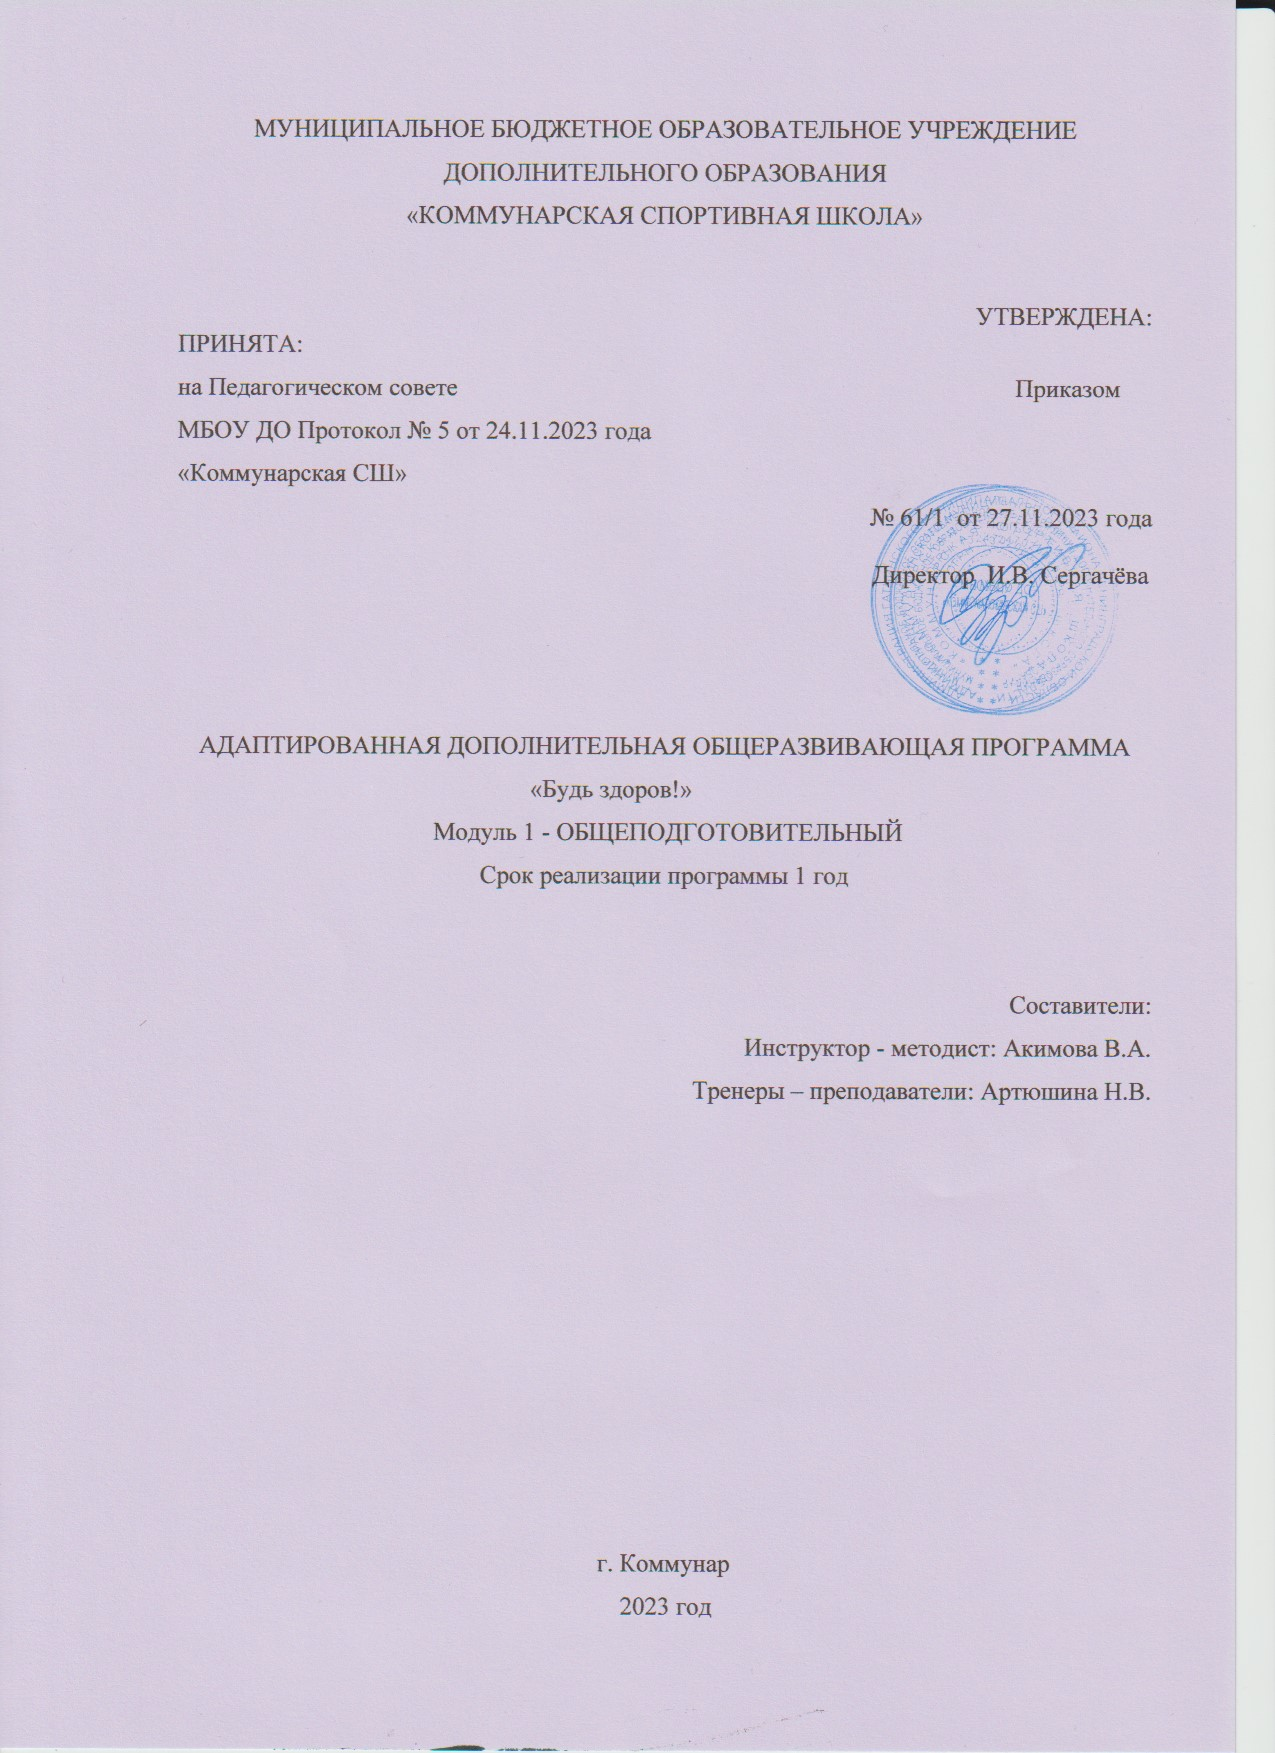 МУНИЦИПАЛЬНОЕ БЮДЖЕТНОЕ ОБРАЗОВАТЕЛЬНОЕ УЧРЕЖДЕНИЕ
ДОПОЛНИТЕЛЬНОГО ОБРАЗОВАНИЯ
«КОММУНАРСКАЯ СПОРТИВНАЯ ШКОЛА»
УТВЕРЖДЕНА:
ПРИНЯТА:
на Педагогическом совете Приказом
МБОУ ДО Протокол № 5 от 24.11.2023 года
«Коммунарская СШ»
№ 61/1 от 27.11.2023 года
Директор И.В. Сергачёва
АДАПТИРОВАННАЯ ДОПОЛНИТЕЛЬНАЯ ОБЩЕРАЗВИВАЮЩАЯ ПРОГРАММА
«Будь здоров!»
Модуль 1 - ОБЩЕПОДГОТОВИТЕЛЬНЫЙ
Срок реализации программы 1 год
Составители:
Инструктор - методист: Акимова В.А.
Тренеры – преподаватели: Артюшина Н.В.
г. Коммунар
2023 год